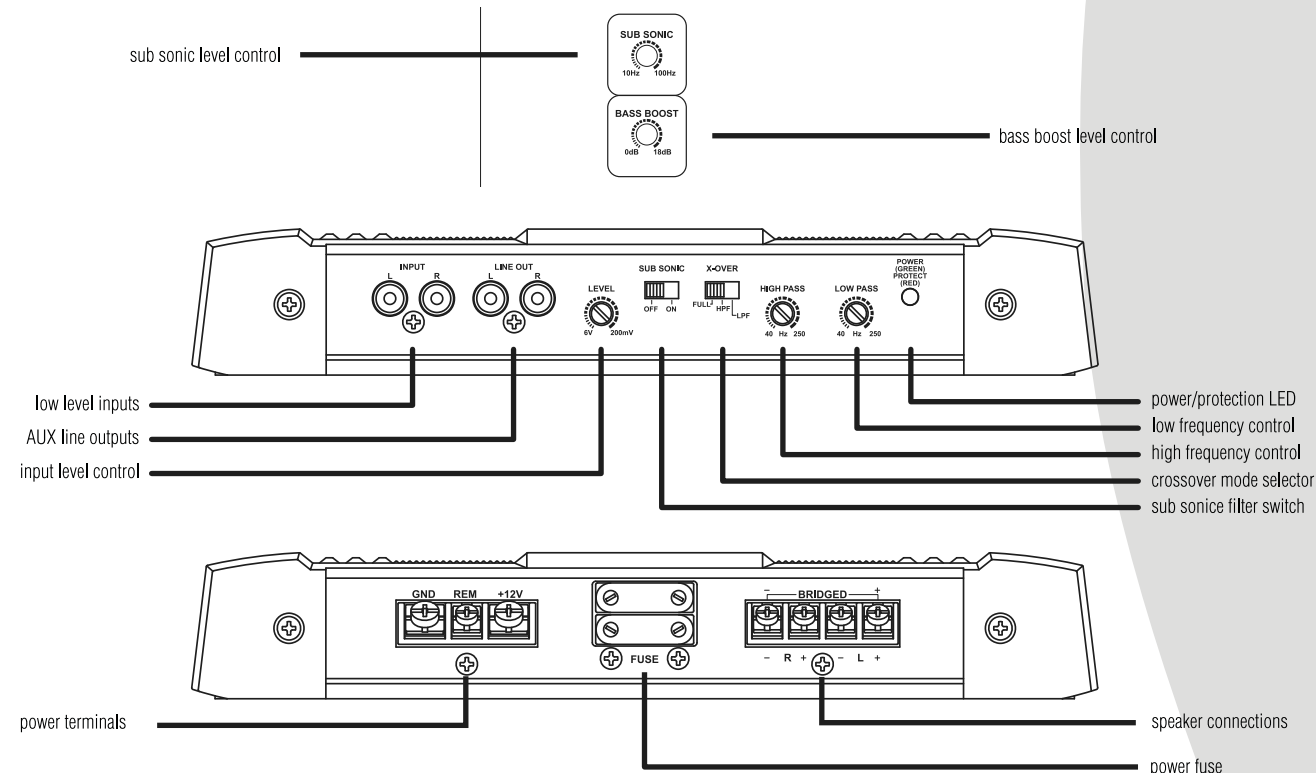 SUB SONIC
sub sonic level control
10Hz 100Hz
BASS BOOST
bass boost level control
0dB 18dB
INPUT
L R
LINE OUT
L R
LEVEL
6V 200mV
SUB SONIC
OFF ON
X-OVER
FULL HPF LPF
HIGH PASS
40 Hz 250
LOW PASS
40 Hz 250
POWER
(GREEN)
PROTECT
(RED)
low level inputs
AUX line outputs
input level control
power/protection LED
low frequency control
high frequency control
crossover mode selector
sub sonice filter switch
GND REM +12V
FUSE
- BRIDGED +
- R + - L +
power terminals
speaker connections
power fuse